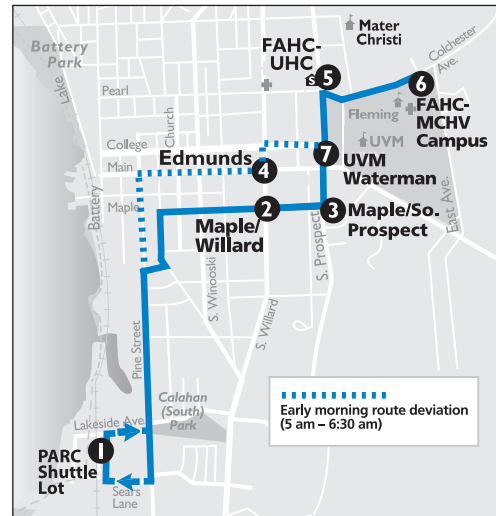 Mater
Christi
Battery
Park
FAHC-
UHC
Colchester
Ave.
Lake
S
5
6
Pearl
Church
Fleming
FAHC-
MCHV
Campus
College
UVM
Main
Edmunds
4
7
UVM
Waterman
Battery
Maple
2
3
Maple/So.
Prospect
East Ave.
Maple/
Willard
S. Prospect
S. Winooski
S. Willard
Pine Street
Calahan
(South)
Park
Lakeside Ave.
Early morning route deviation
(5 am – 6:30 am)
1
PARC
Shuttle
Lot
Sears
Lane